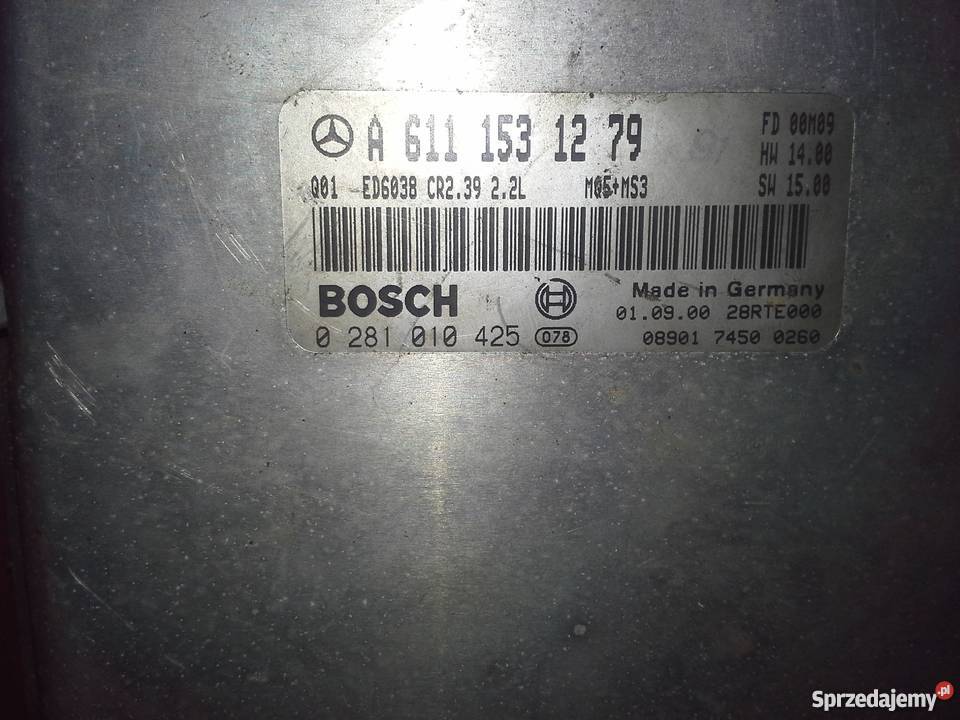 A 611 153 12 79
FD 00M09
HW 14.00
Q01 ED6038 CR2.39 2.2L MQ5+MS3
SW 15.00
BOSCH
Made in Germany
01.09.00 28RTE000
0 281 010 425 078
08901 7450 0260
Sprzedajemy.pl